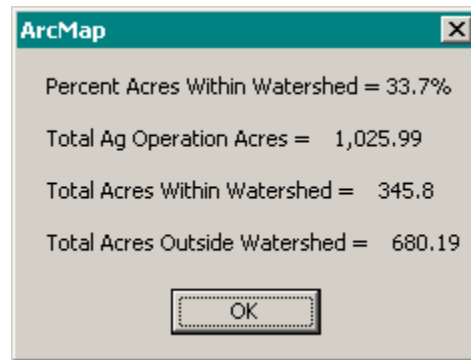 ArcMap
Percent Acres Within Watershed = 33.7%
Total Ag Operation Acres = 1,025.99
Total Acres Within Watershed = 345.8
Total Acres Outside Watershed = 680.19
OK